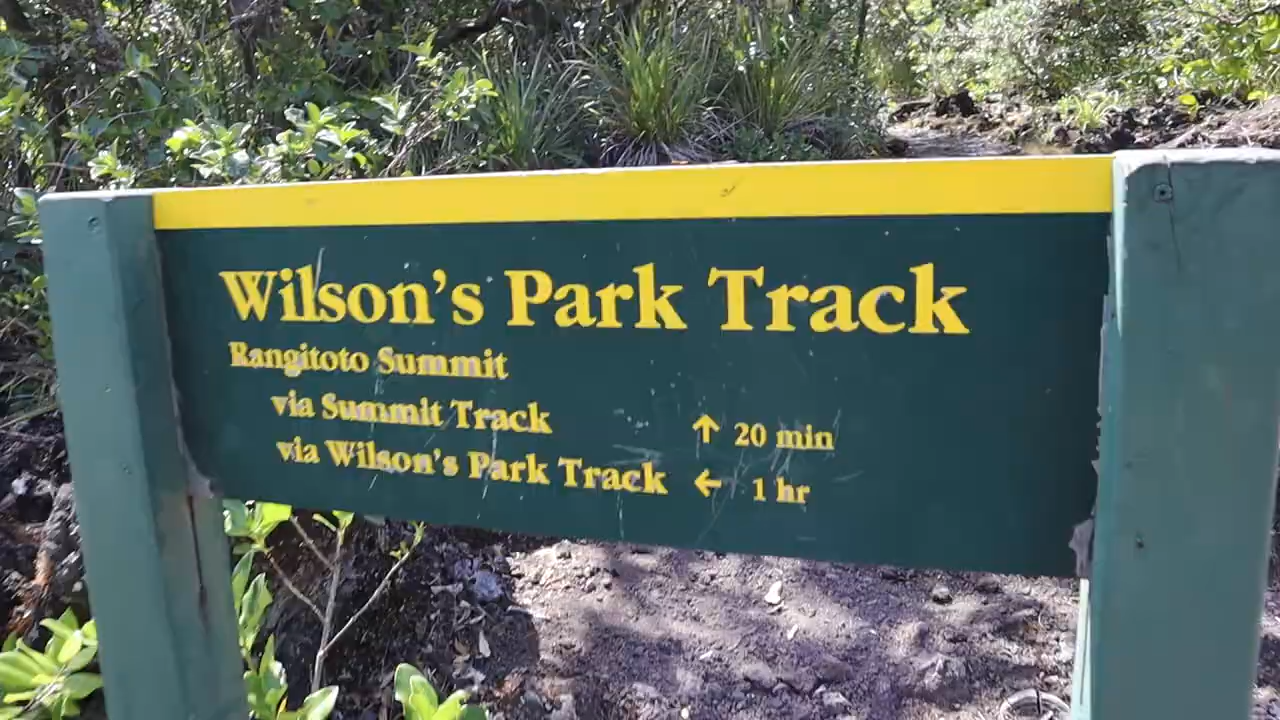 Wilson's Park Track
Rangitoto Summit
via Summit Track ↑ 20 min
via Wilson's Park Track ← 1 hr